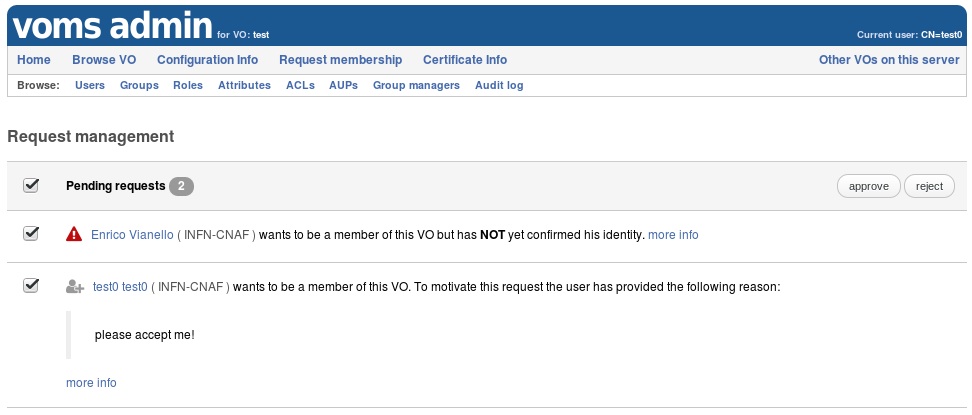 voms admin for VO: test Current user: CN=test0
Home Browse VO Configuration Info Request membership Certificate Info Other VOs on this server
Browse: Users Groups Roles Attributes ACLs AUPs Group managers Audit log
Request management
Pending requests 2 approve reject
Enrico Vianello ( INFN-CNAF ) wants to be a member of this VO but has NOT yet confirmed his identity. more info
test0 test0 ( INFN-CNAF ) wants to be a member of this VO. To motivate this request the user has provided the following reason:
please accept me!
more info